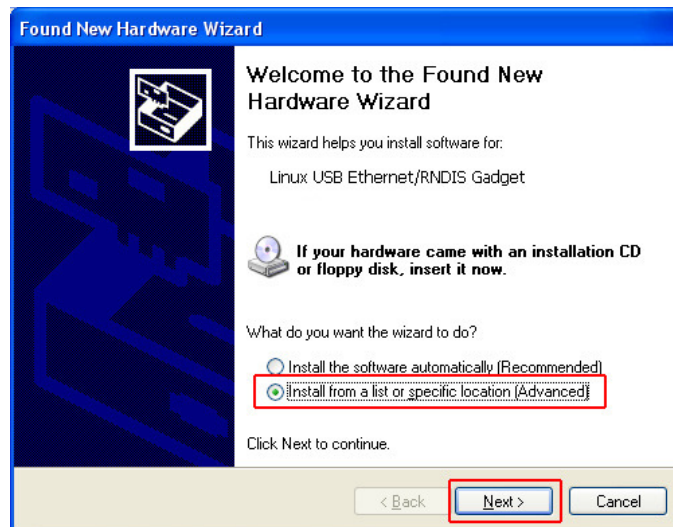 Found New Hardware Wizard
Welcome to the Found New
Hardware Wizard
This wizard helps you install software for:
Linux USB Ethernet/RNDIS Gadget
If your hardware came with an installation CD
or floppy disk, insert it now.
What do you want the wizard to do?
Install the software automatically (Recommended)
Install from a list or specific location (Advanced)
Click Next to continue.
< Back
Next >
Cancel